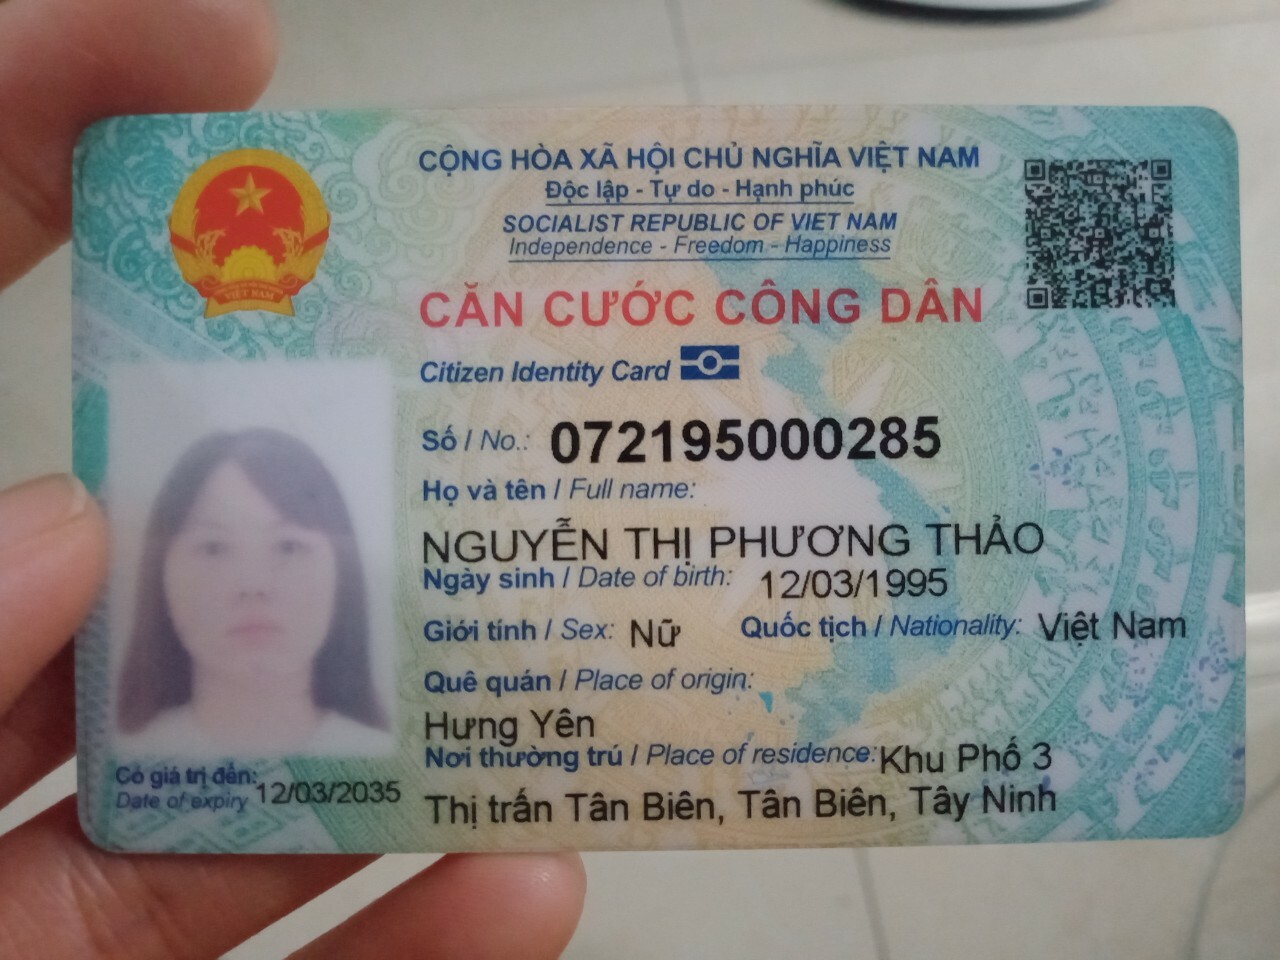 CỘNG HÒA XÃ HỘI CHỦ NGHĨA VIỆT NAM
Độc lập - Tự do - Hạnh phúc
SOCIALIST REPUBLIC OF VIET NAM
Independence - Freedom - Happiness
CĂN CƯỚC CÔNG DÂN
Citizen Identity Card
Số / No.: 072195000285
Họ và tên / Full name:
NGUYỄN THỊ PHƯƠNG THẢO
Ngày sinh / Date of birth: 12/03/1995
Giới tính / Sex: Nữ Quốc tịch / Nationality: Việt Nam
Quê quán / Place of origin:
Hưng Yên
Nơi thường trú / Place of residence: Khu Phố 3
Thị trấn Tân Biên, Tân Biên, Tây Ninh
Có giá trị đến: 12/03/2035
Date of expiry
VIỆT NAM